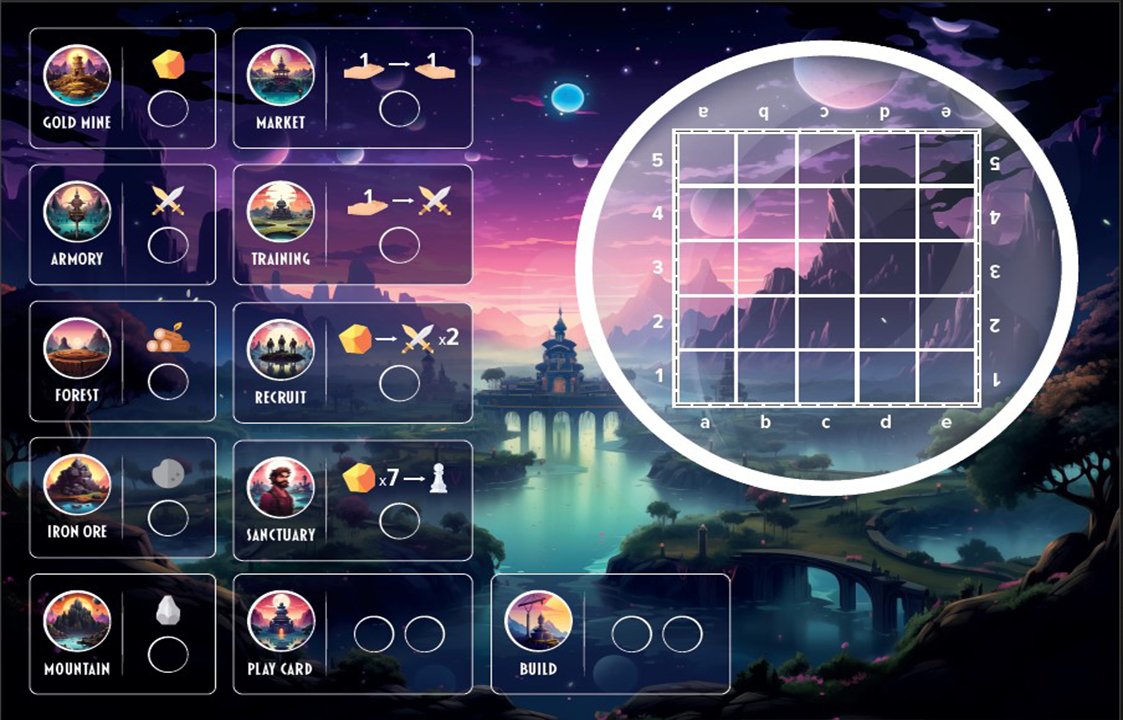 GOLD MINE
MARKET
1 1
ARMORY
TRAINING
1
FOREST
RECRUIT
x2
IRON ORE
SANCTUARY
x7
MOUNTAIN
PLAY CARD
BUILD
a b c d e
5 5
4 4
3 3
2 2
1 1
a b c d e